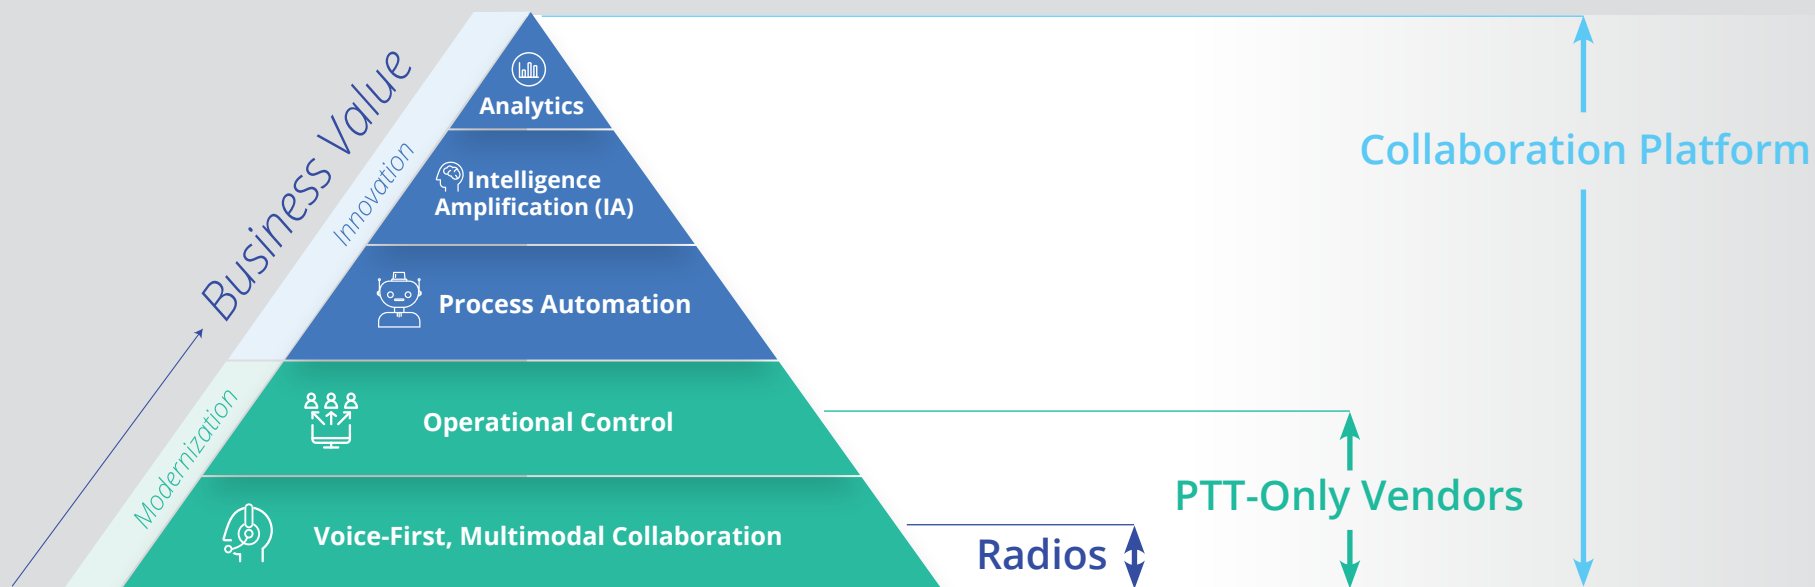 Business Value
Innovation
Modernization
Analytics
Intelligence
Amplification (IA)
Process Automation
Operational Control
Voice-First, Multimodal Collaboration
Collaboration Platform
PTT-Only Vendors
Radios